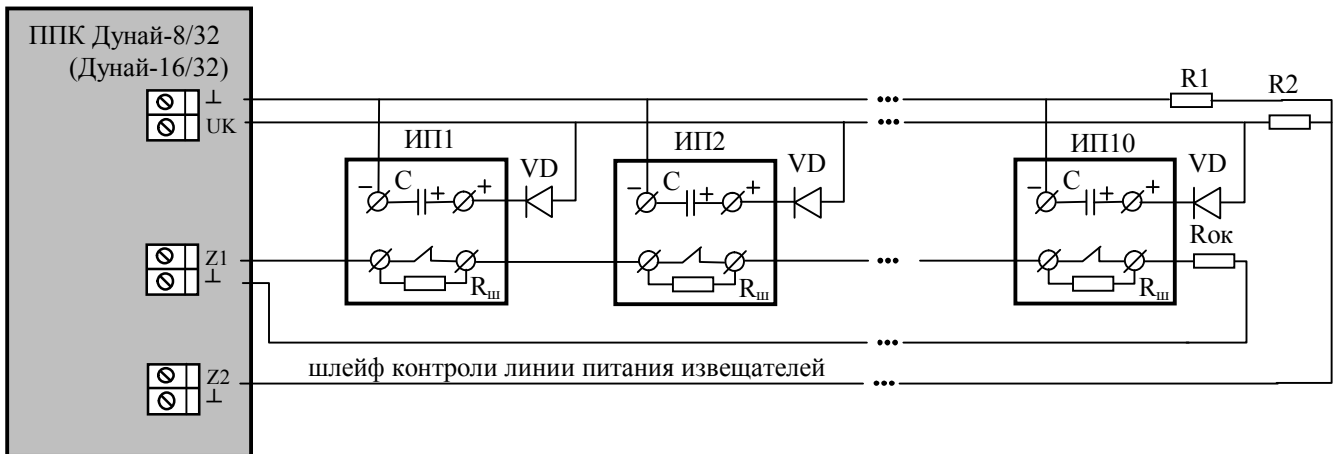 ППК Дунай-8/32
(Дунай-16/32)
⊥
UK
R1
R2
ИП1
ИП2
ИП10
VD
VD
VD
− C + +
− C + +
− C + +
Rок
Z1
⊥
Rш
Rш
Rш
...
...
...
...
...
шлейф контроли линии питания извещателей
Z2
⊥